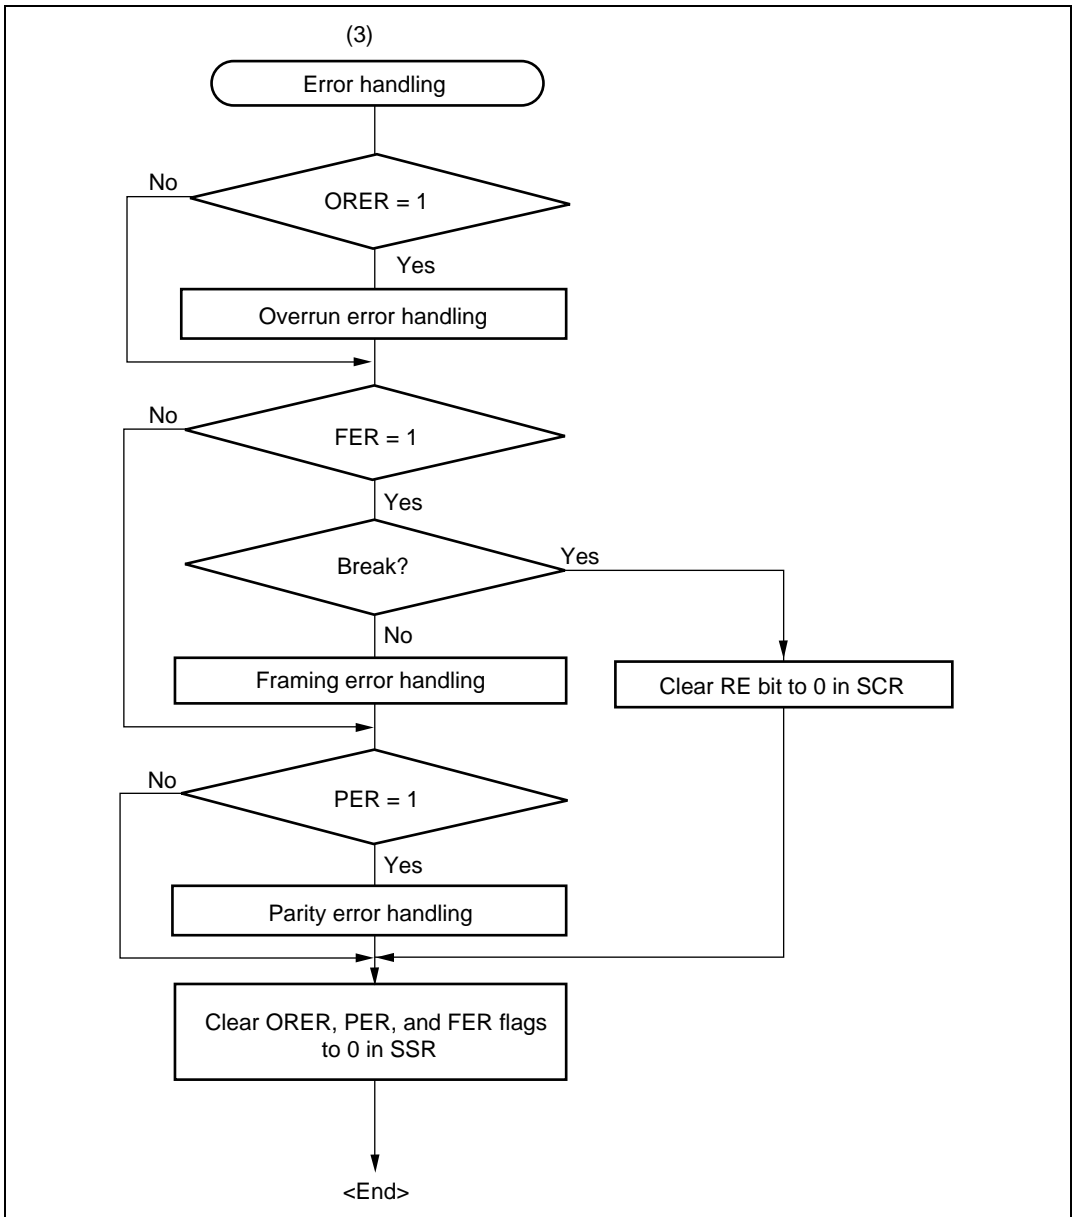 (3)
Error handling
No
ORER = 1
Yes
Overrun error handling
No
FER = 1
Yes
Break?
Yes
No
Framing error handling
Clear RE bit to 0 in SCR
No
PER = 1
Yes
Parity error handling
Clear ORER, PER, and FER flags
to 0 in SSR
<End>